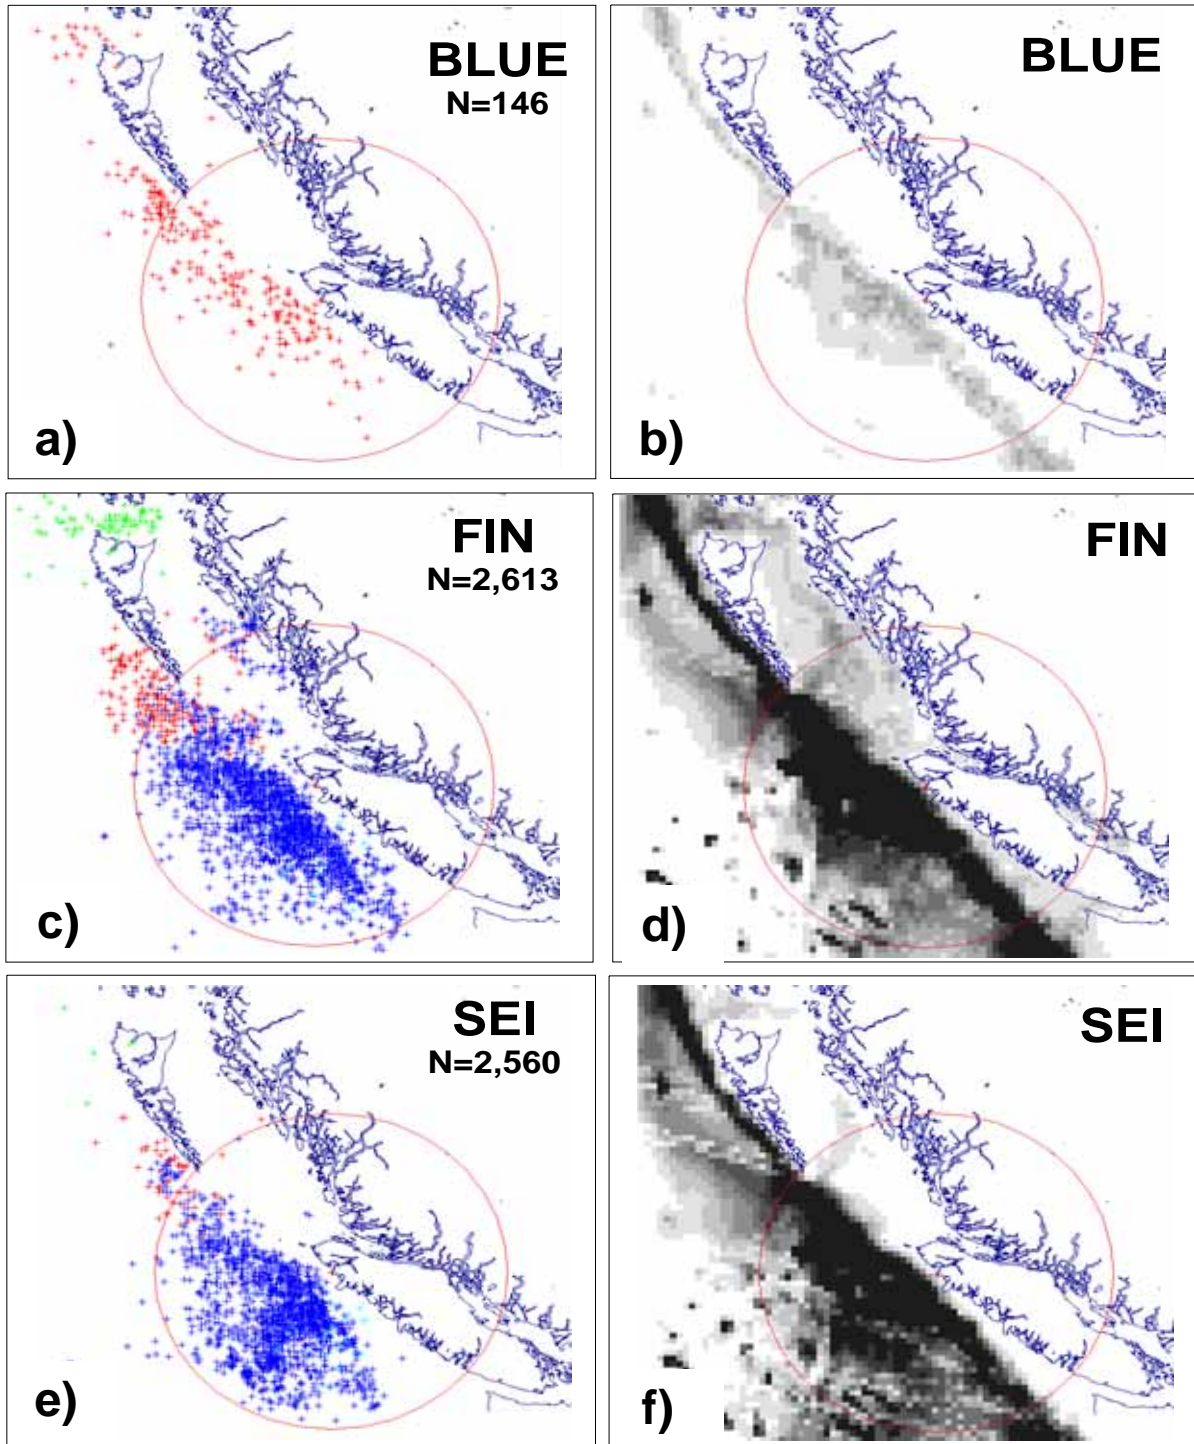 BLUE
N=146
a)
BLUE
b)
FIN
N=2,613
c)
FIN
d)
SEI
N=2,560
e)
SEI
f)